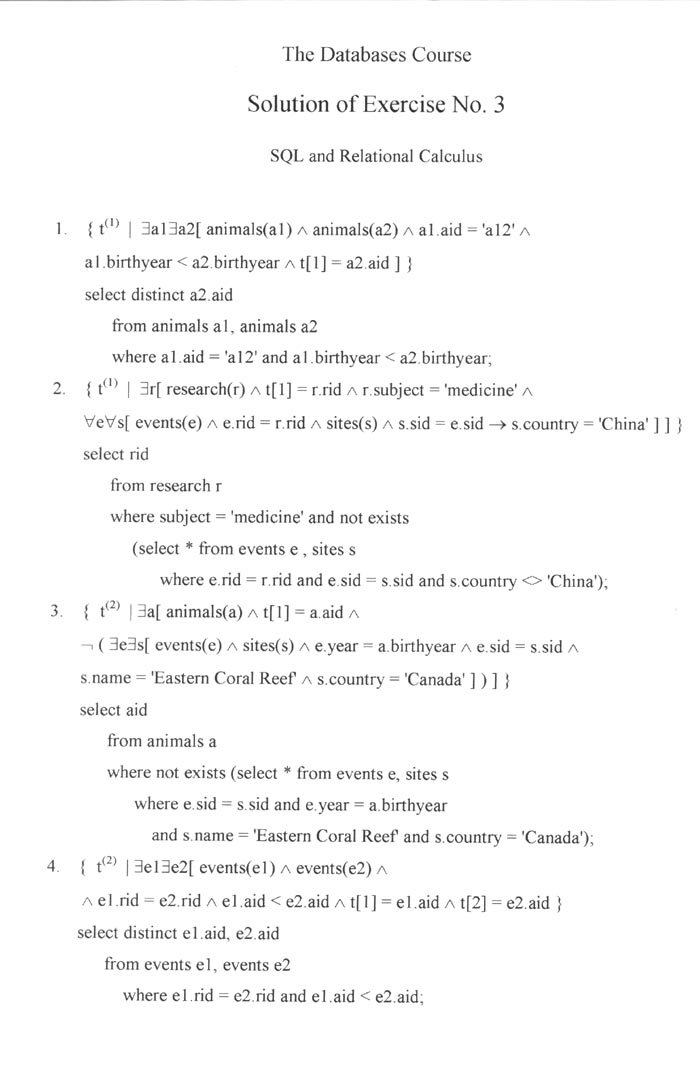 The Databases Course
Solution of Exercise No. 3
SQL and Relational Calculus
1. { t⁽¹⁾ | ∃a1∃a2[ animals(a1) ∧ animals(a2) ∧ a1.aid = 'a12' ∧
a1.birthyear < a2.birthyear ∧ t[1] = a2.aid ] }
select distinct a2.aid
from animals a1, animals a2
where a1.aid = 'a12' and a1.birthyear < a2.birthyear;
2. { t⁽¹⁾ | ∃r[ research(r) ∧ t[1] = r.rid ∧ r.subject = 'medicine' ∧
∀e∀s[ events(e) ∧ e.rid = r.rid ∧ sites(s) ∧ s.sid = e.sid → s.country = 'China' ] ] }
select rid
from research r
where subject = 'medicine' and not exists
(select * from events e , sites s
where e.rid = r.rid and e.sid = s.sid and s.country <> 'China');
3. { t⁽²⁾ | ∃a[ animals(a) ∧ t[1] = a.aid ∧
¬ ( ∃e∃s[ events(e) ∧ sites(s) ∧ e.year = a.birthyear ∧ e.sid = s.sid ∧
s.name = 'Eastern Coral Reef' ∧ s.country = 'Canada' ] ) ] }
select aid
from animals a
where not exists (select * from events e, sites s
where e.sid = s.sid and e.year = a.birthyear
and s.name = 'Eastern Coral Reef' and s.country = 'Canada');
4. { t⁽²⁾ | ∃e1∃e2[ events(e1) ∧ events(e2) ∧
∧ e1.rid = e2.rid ∧ e1.aid < e2.aid ∧ t[1] = e1.aid ∧ t[2] = e2.aid }
select distinct e1.aid, e2.aid
from events e1, events e2
where e1.rid = e2.rid and e1.aid < e2.aid;